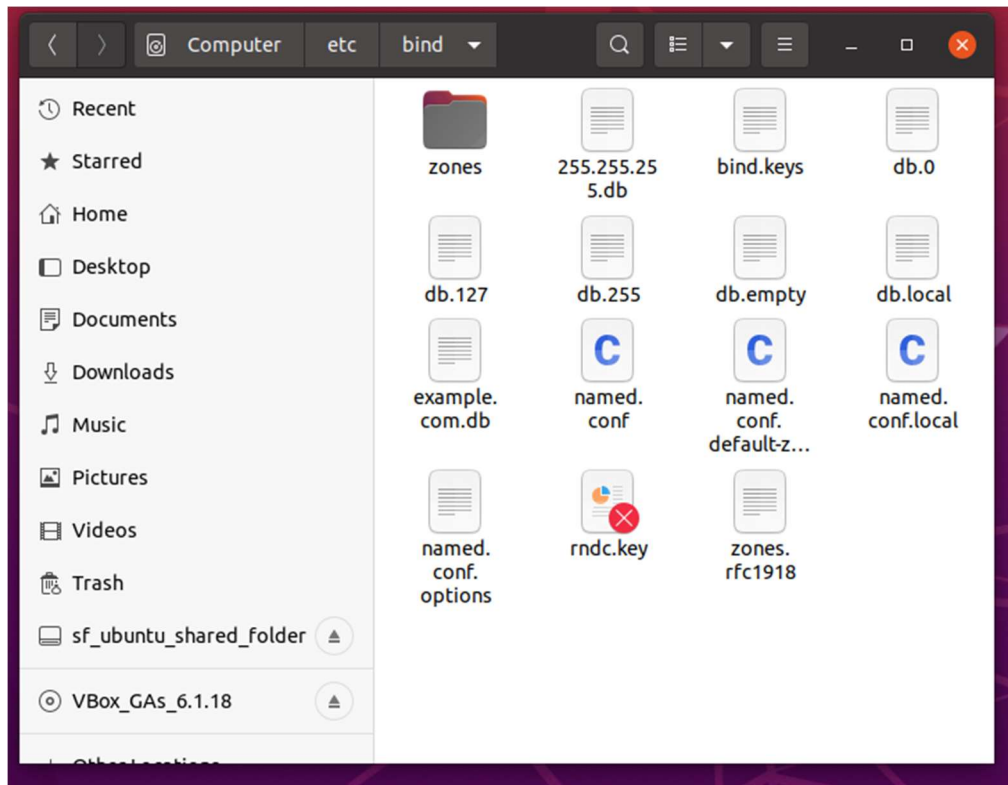 Computer etc bind
Recent
Starred
Home
Desktop
Documents
Downloads
Music
Pictures
Videos
Trash
sf_ubuntu_shared_folder
VBox_GAs_6.1.18
Other Locations
zones
255.255.25
5.db
bind.keys
db.0
db.127
db.255
db.empty
db.local
example.
com.db
named.
conf
named.
conf.
default-z...
named.
conf.local
named.
conf.
options
rndc.key
zones.
rfc1918